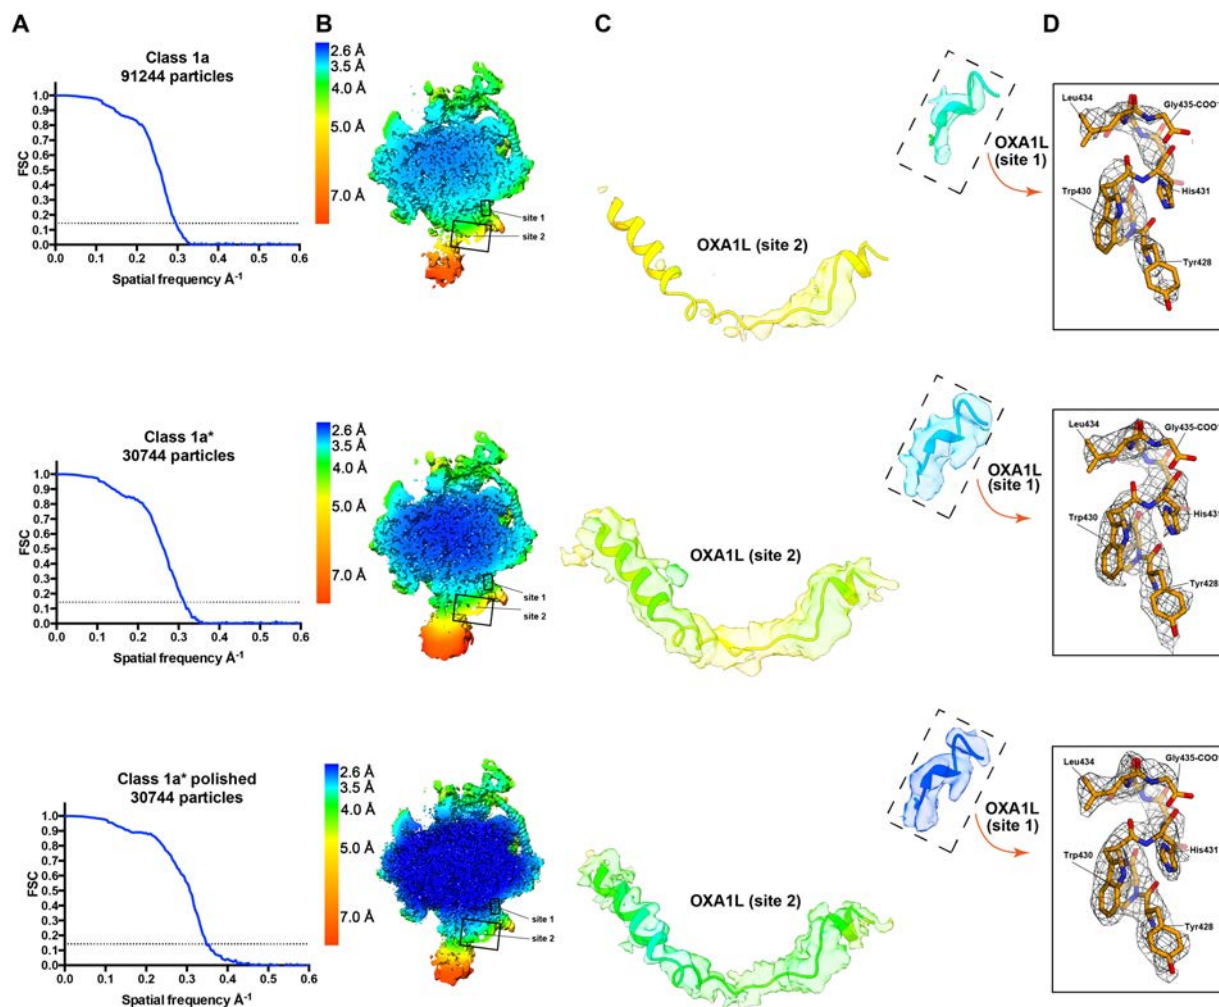 A
B
C
D
Class 1a
91244 particles
1.0
0.9
0.8
0.7
0.6
0.5
0.4
0.3
0.2
0.1
0.0
FSC
0.0 0.1 0.2 0.3 0.4 0.5 0.6
Spatial frequency Å-1
2.6 Å
3.5 Å
4.0 Å
5.0 Å
7.0 Å
site 1
site 2
OXA1L (site 2)
OXA1L
(site 1)
Leu434
Gly435-COO-
Trp430
His431
Tyr428
Class 1a*
30744 particles
1.0
0.9
0.8
0.7
0.6
0.5
0.4
0.3
0.2
0.1
0.0
FSC
0.0 0.1 0.2 0.3 0.4 0.5 0.6
Spatial frequency Å-1
2.6 Å
3.5 Å
4.0 Å
5.0 Å
7.0 Å
site 1
site 2
OXA1L (site 2)
OXA1L
(site 1)
Leu434
Gly435-COO-
Trp430
His431
Tyr428
Class 1a* polished
30744 particles
1.0
0.9
0.8
0.7
0.6
0.5
0.4
0.3
0.2
0.1
0.0
FSC
0.0 0.1 0.2 0.3 0.4 0.5 0.6
Spatial frequency Å-1
2.6 Å
3.5 Å
4.0 Å
5.0 Å
7.0 Å
site 1
site 2
OXA1L (site 2)
OXA1L
(site 1)
Leu434
Gly435-COO-
Trp430
His431
Tyr428